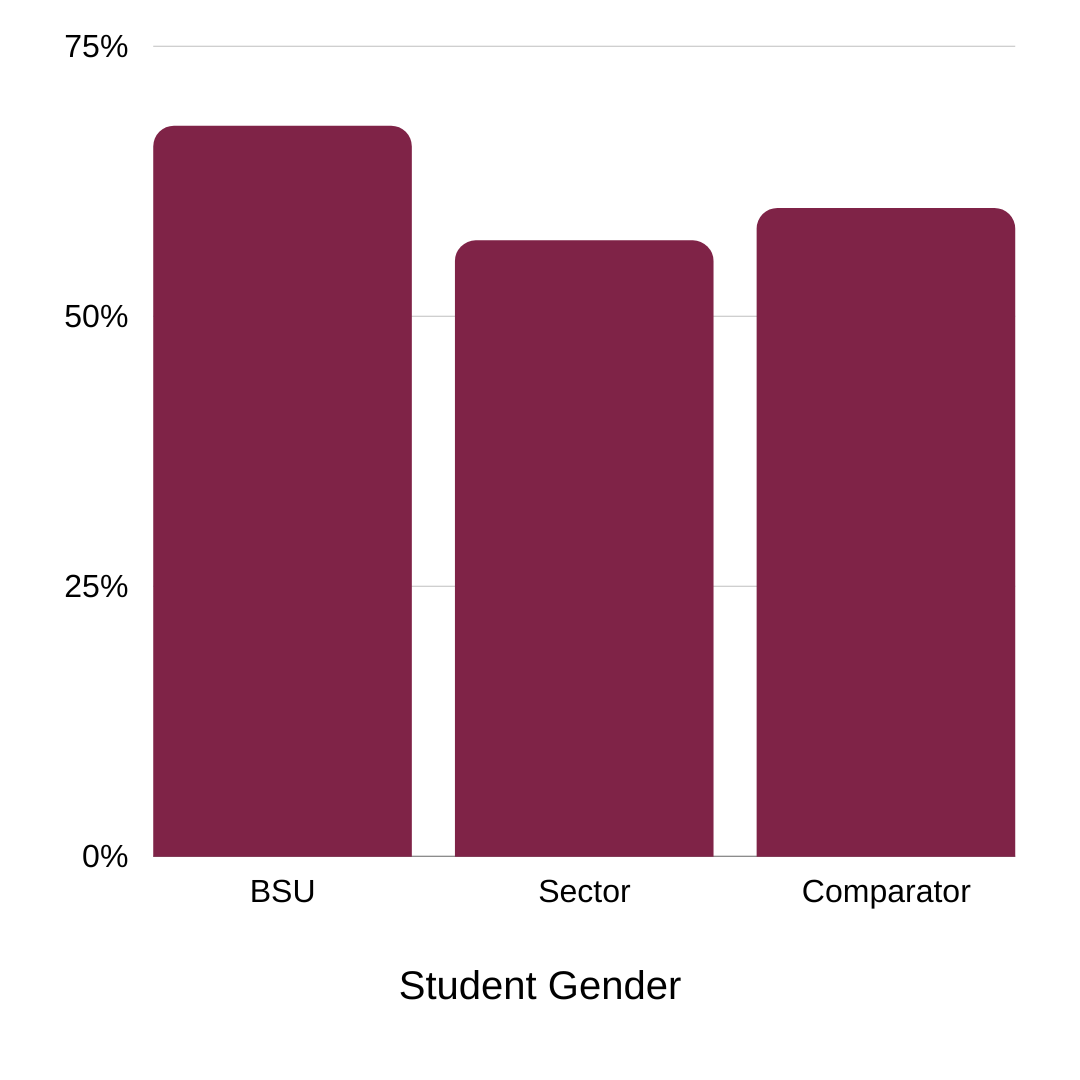 75%
50%
25%
0%
BSU Sector Comparator
Student Gender